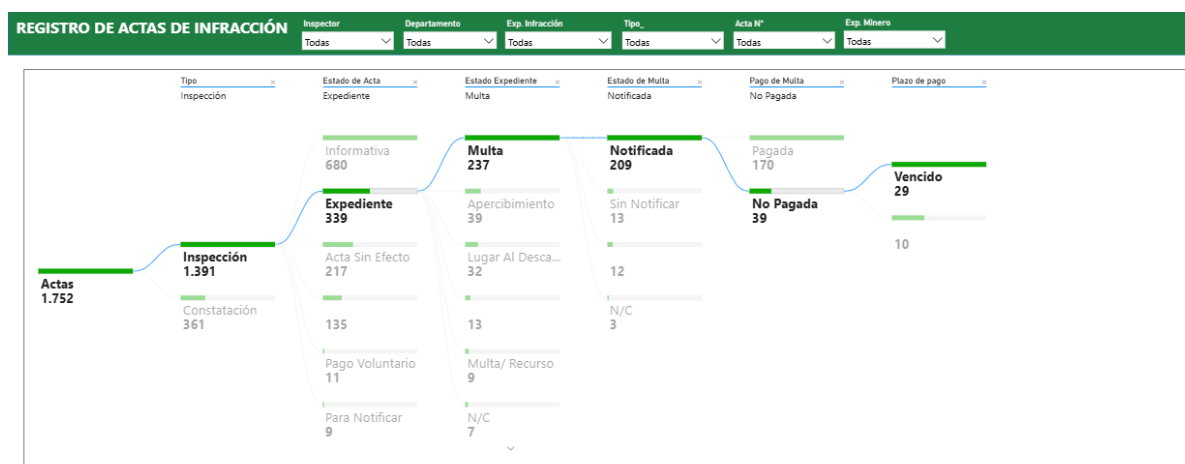 REGISTRO DE ACTAS DE INFRACCIÓN
Inspector
Todas
Departamento
Todas
Exp. Infracción
Todas
Tipo_
Todas
Acta N°
Todas
Exp. Minero
Todas
Tipo
Inspección
Estado de Acta
Expediente
Estado Expediente
Multa
Estado de Multa
Notificada
Pago de Multa
No Pagada
Plazo de pago
Actas
1.752
Inspección
1.391
Constatación
361
Informativa
680
Expediente
339
Acta Sin Efecto
217
135
Pago Voluntario
11
Para Notificar
9
Multa
237
Apercibimiento
39
Lugar Al Desca...
32
13
Multa/ Recurso
9
N/C
7
Notificada
209
Sin Notificar
13
12
N/C
3
Pagada
170
No Pagada
39
Vencido
29
10